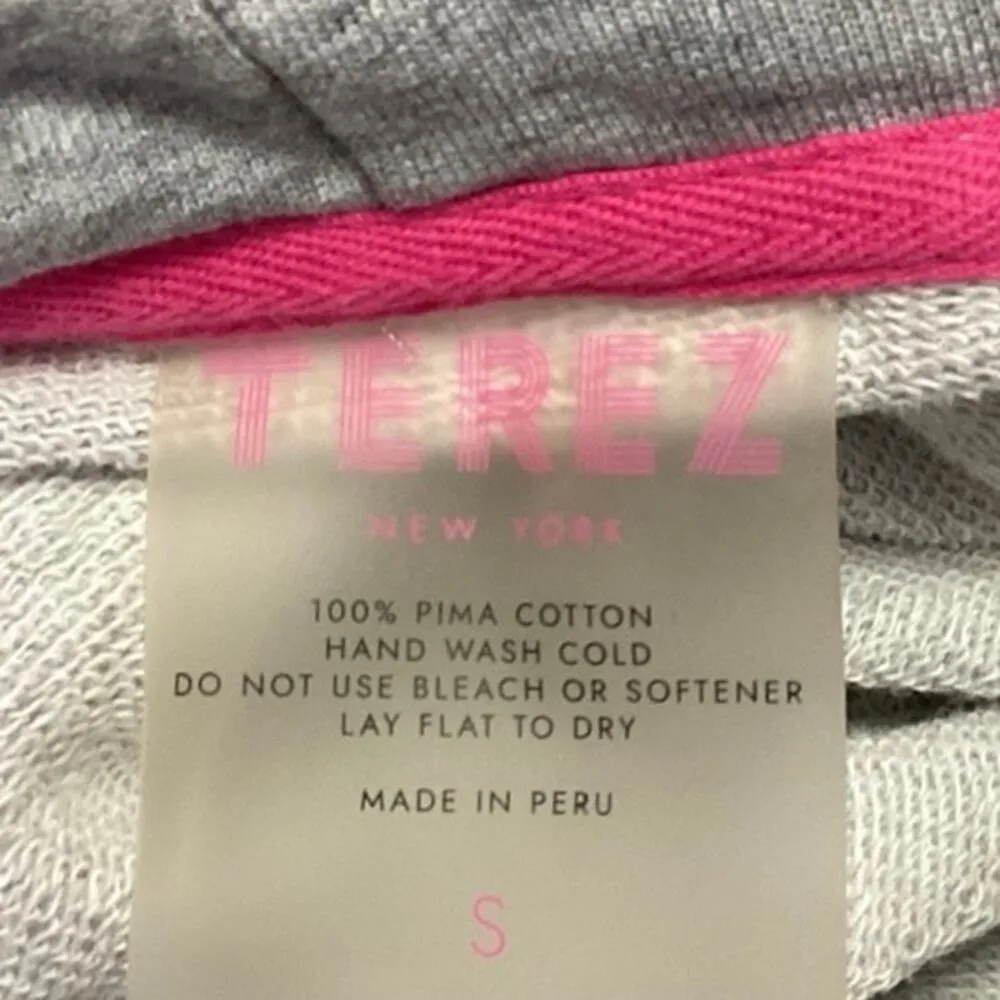 TEREZ
NEW YORK
100% PIMA COTTON
HAND WASH COLD
DO NOT USE BLEACH OR SOFTENER
LAY FLAT TO DRY
MADE IN PERU
S